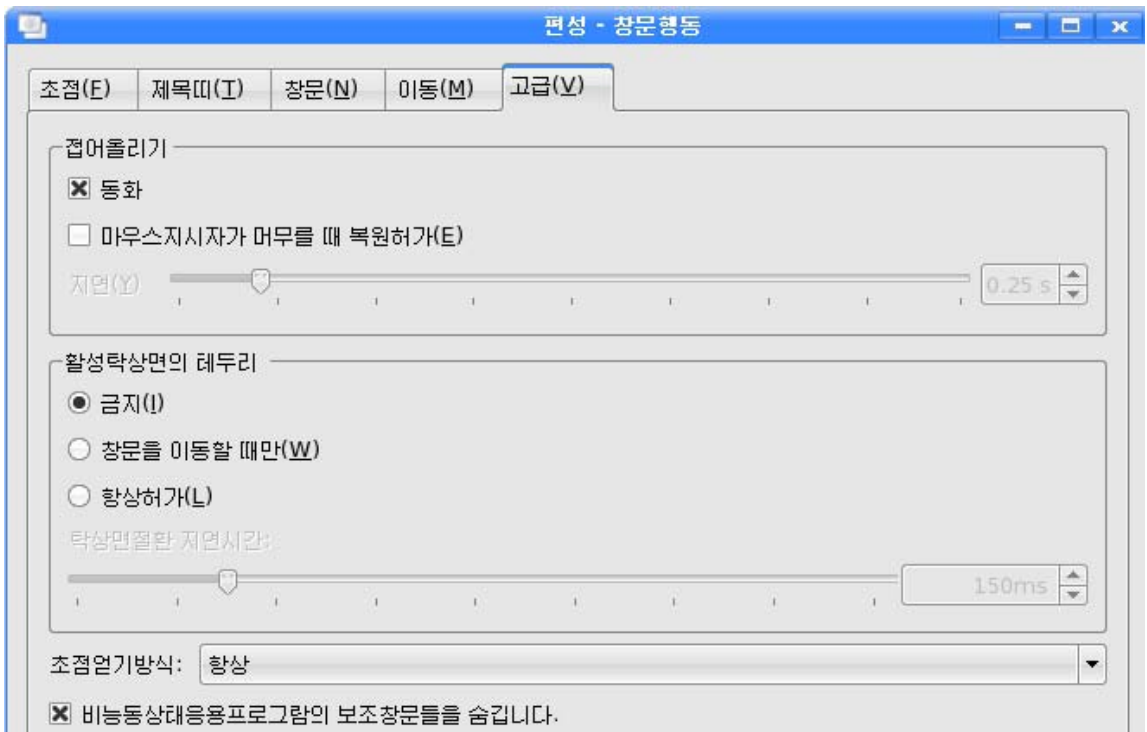 편성 - 창문행동
초점(F) 제목띠(T) 창문(N) 이동(M) 고급(V)
접어올리기
동화
마우스지시자가 머무를 때 복원허가(E)
지연(Y) 0.25 s
활성탁상면의 테두리
금지(I)
창문을 이동할 때만(W)
항상허가(L)
탁상면절환 지연시간:
150ms
초점얻기방식: 항상
비능동상태응용프로그람의 보조창문들을 숨깁니다.